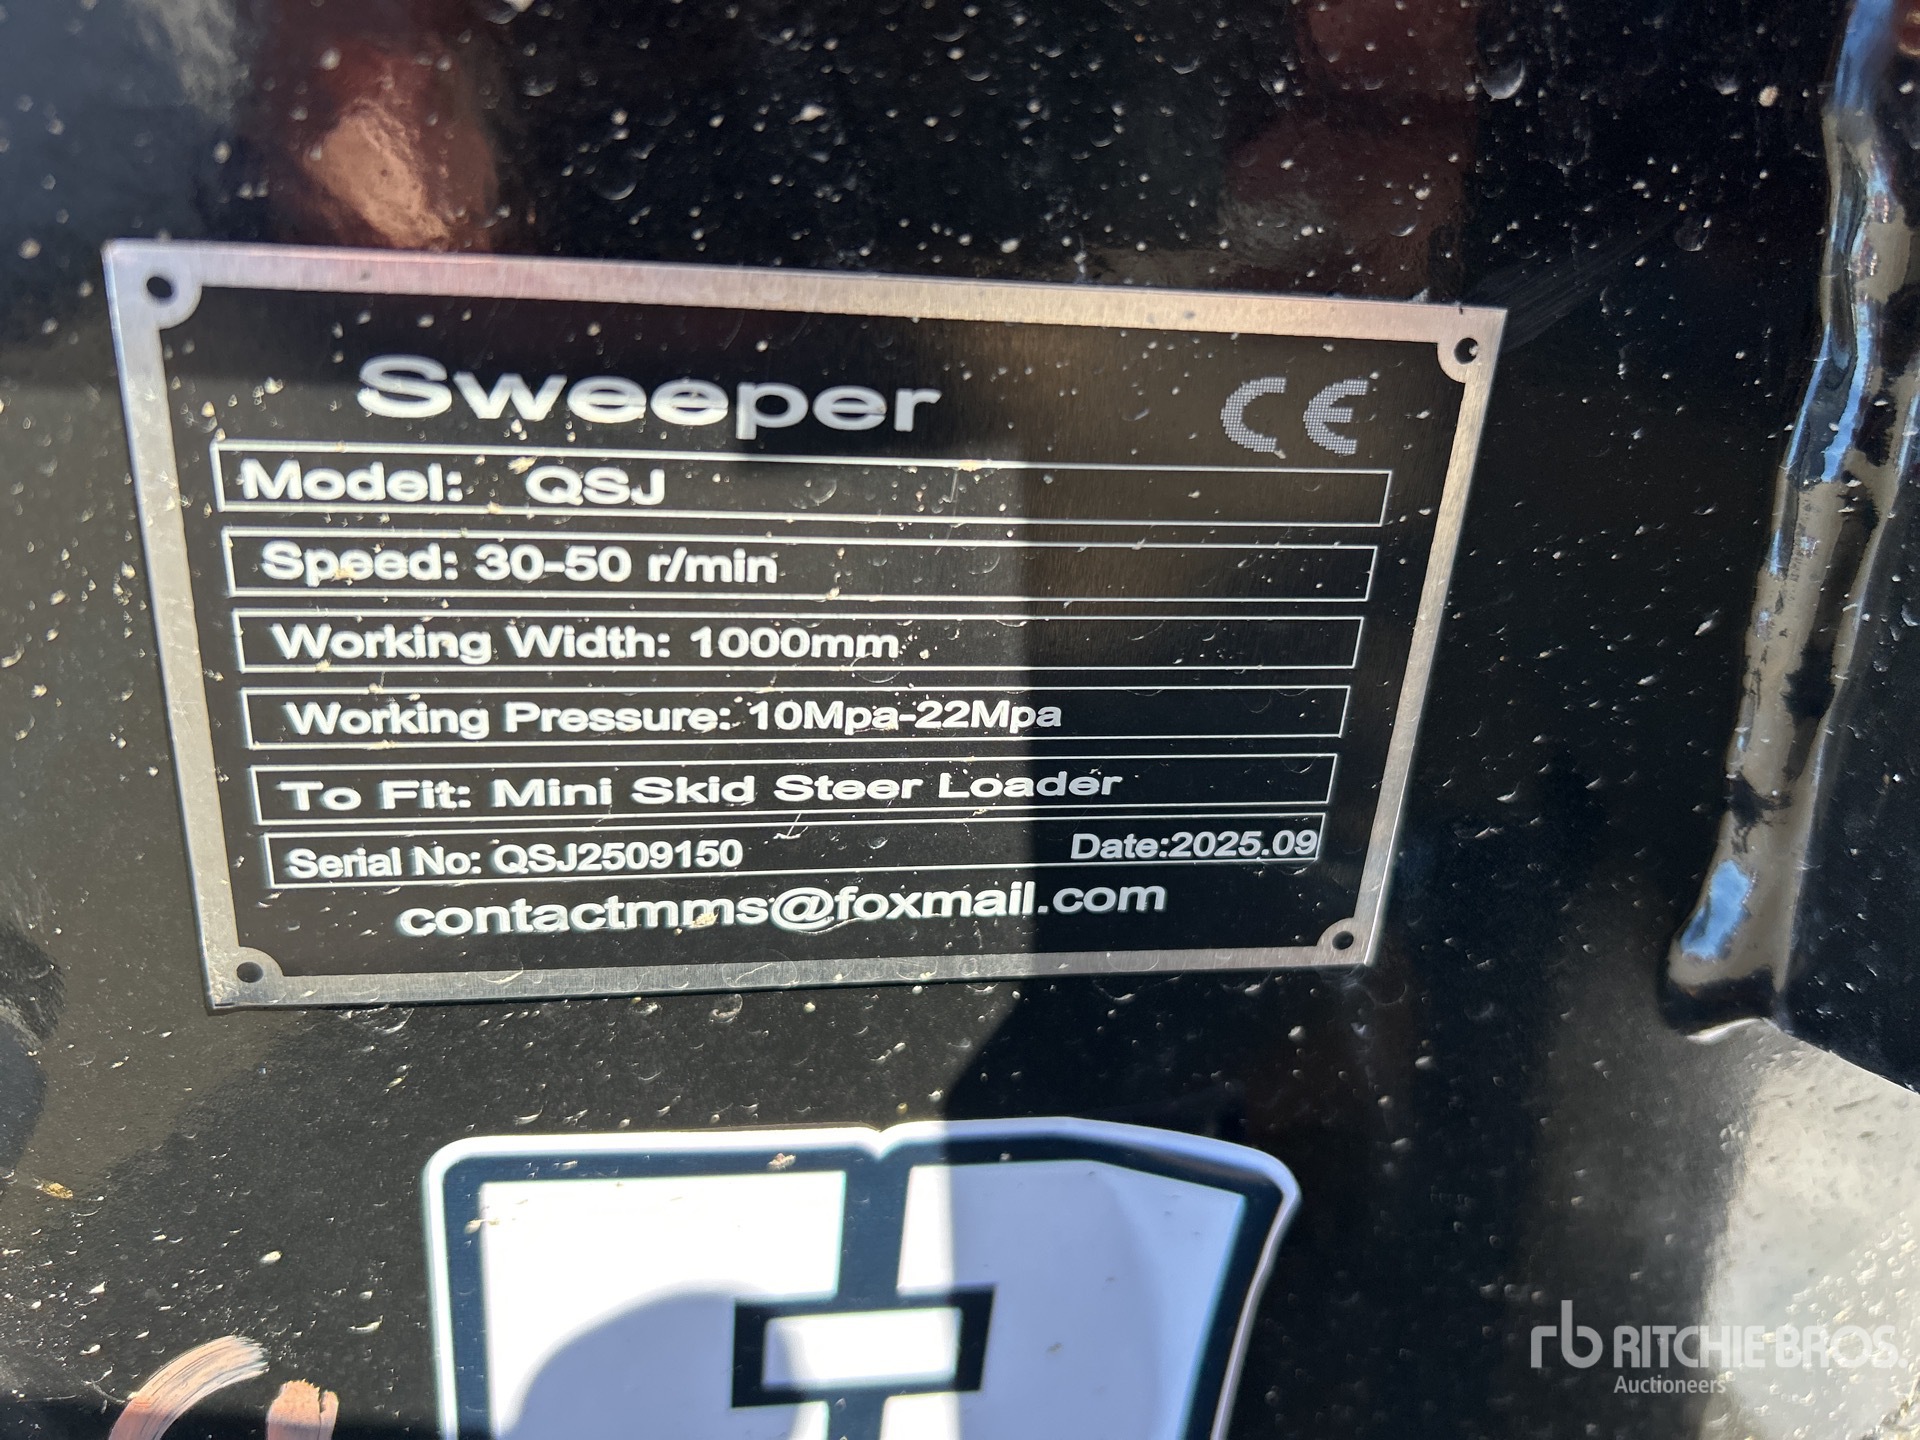 Sweeper CE
Model: QSJ
Speed: 30-50 r/min
Working Width: 1000mm
Working Pressure: 10Mpa-22Mpa
To Fit: Mini Skid Steer Loader
Serial No: QSJ2509150 Date:2025.09
contactmms@foxmail.com
rb RITCHIE BROS.
Auctioneers